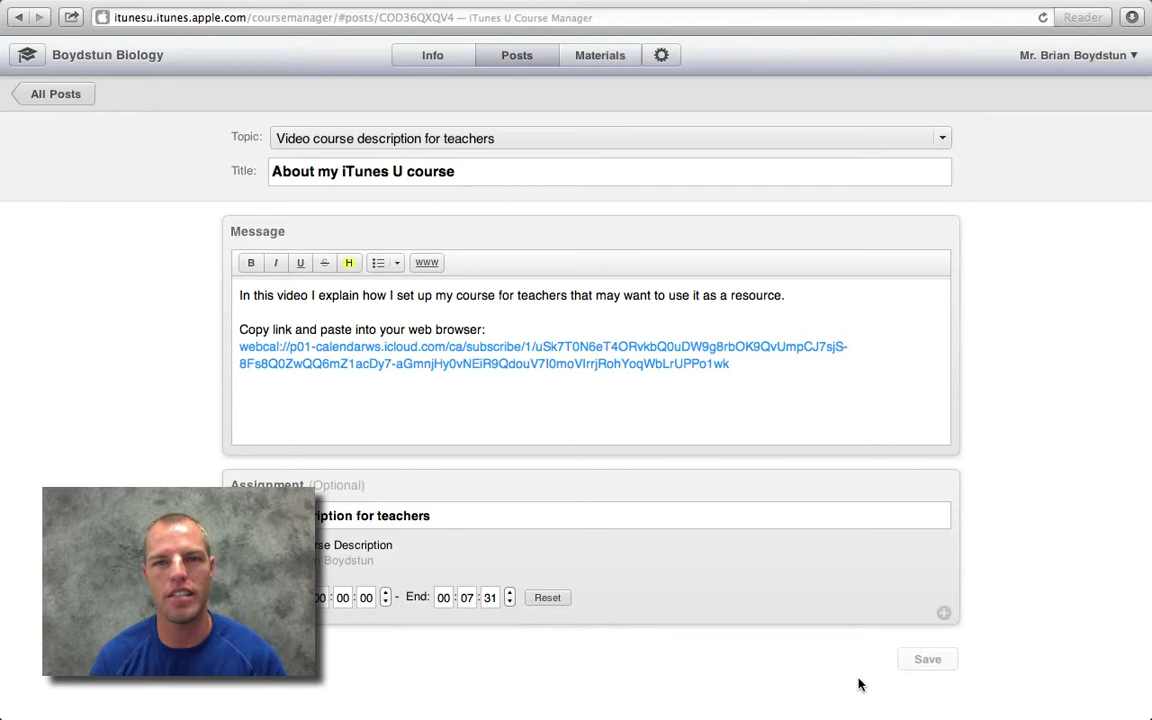 itunesu.itunes.apple.com/coursemanager/#posts/COD36QXQV4 — iTunes U Course Manager
Reader
Boydstun Biology
Info
Posts
Materials
Mr. Brian Boydstun ▼
All Posts
Topic: Video course description for teachers
Title: About my iTunes U course
Message
B I U S H WWW
In this video I explain how I set up my course for teachers that may want to use it as a resource.
Copy link and paste into your web browser:
webcal://p01-calendarws.icloud.com/ca/subscribe/1/uSk7T0N6eT4ORvkbQ0uDW9g8rbOK9QvUmpCJ7sjS-
8Fs8Q0ZwQQ6mZ1acDy7-aGmnjHy0vNEiR9QdouV7I0moVIrrjRohYoqWbLrUPPo1wk
Assignment (Optional)
iption for teachers
rse Description
Boydstun
00 : 00 : 00 - End: 00 : 07 : 31 Reset
Save